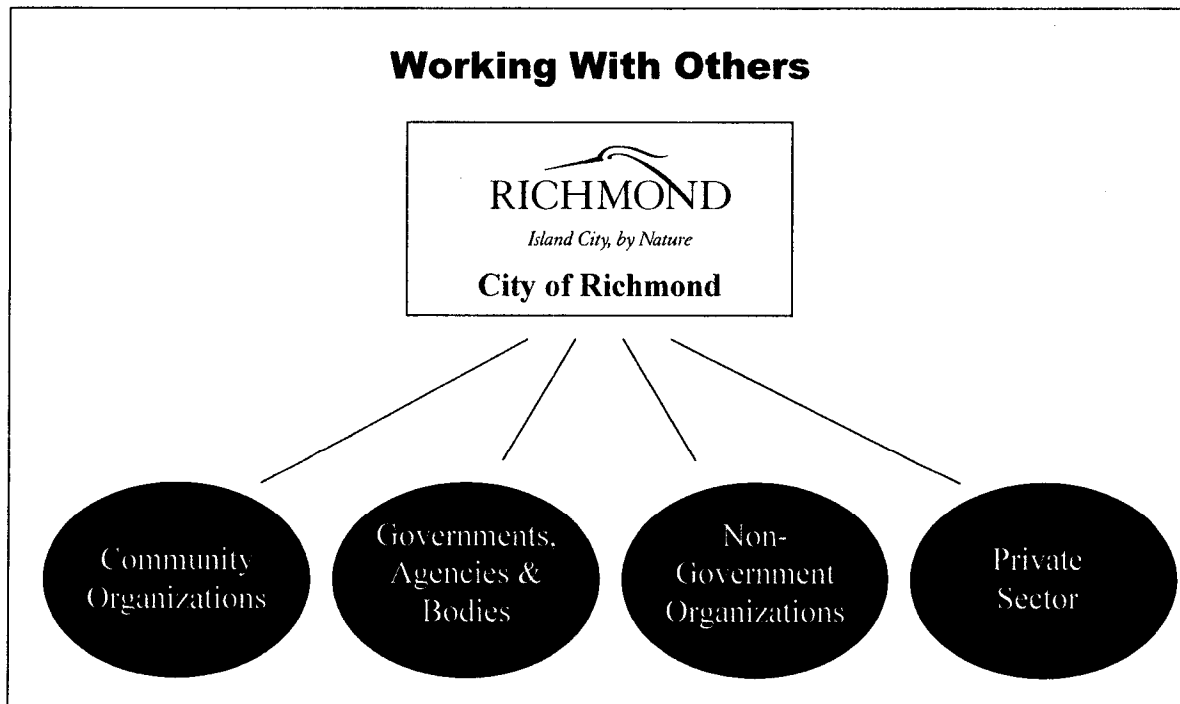 Working With Others
RICHMOND
Island City, by Nature
City of Richmond
Community
Organizations
Governments,
Agencies &
Bodies
Non-
Government
Organizations
Private
Sector